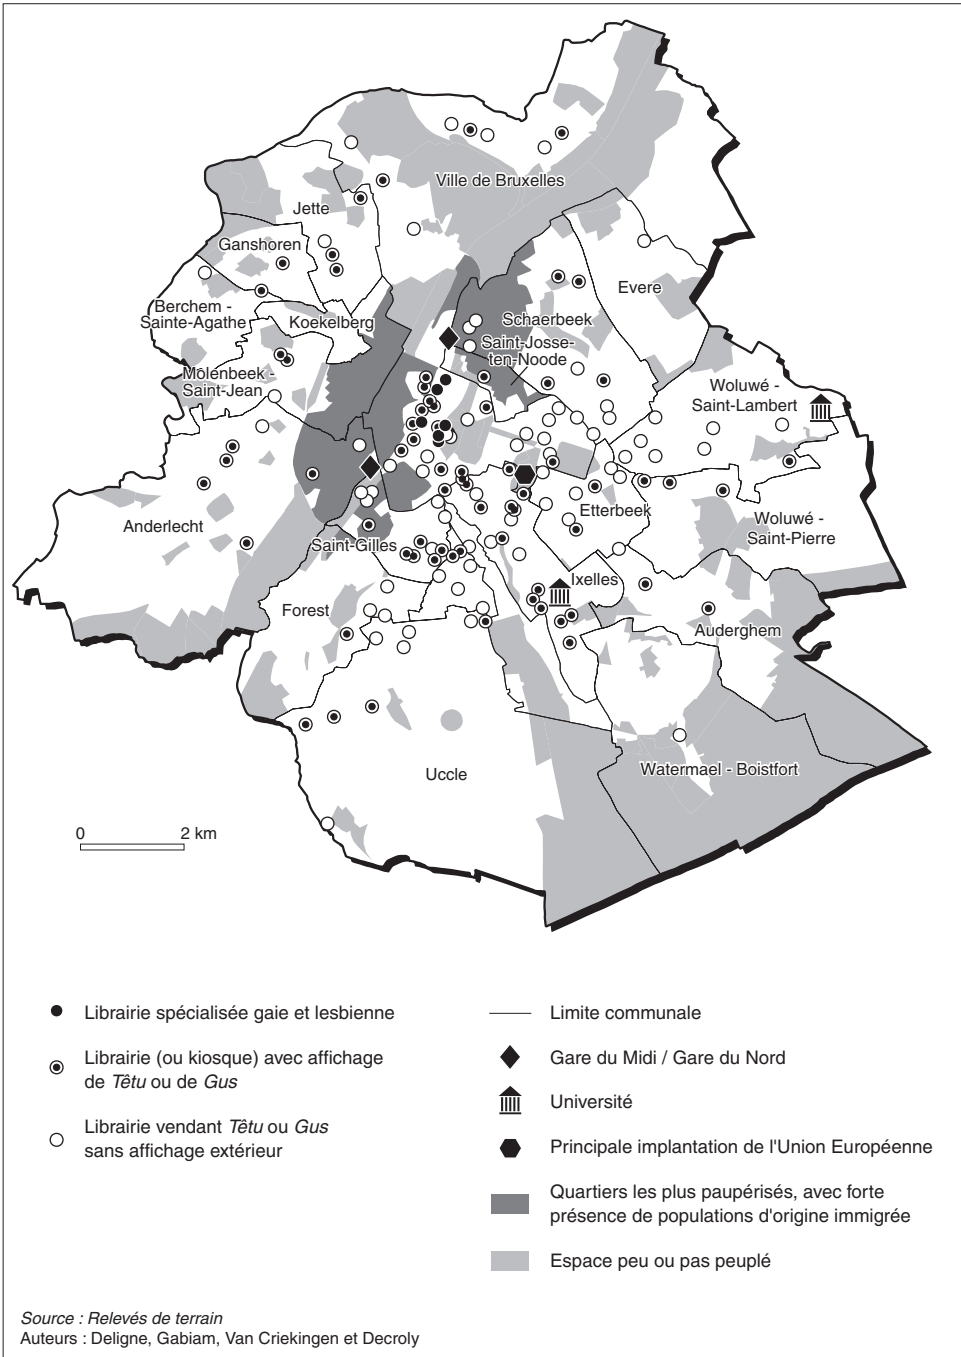 Ville de Bruxelles
Jette
Ganshoren
Evere
Berchem -
Sainte-Agathe
Koekelberg
Schaerbeek
Saint-Josse-
ten-Noode
Molenbeek -
Saint-Jean
Woluwé -
Saint-Lambert
Anderlecht
Etterbeek
Woluwé -
Saint-Pierre
Saint-Gilles
Ixelles
Forest
Auderghem
Uccle
Watermael - Boistfort
0 2 km
Librairie spécialisée gaie et lesbienne
Librairie (ou kiosque) avec affichage
de Têtu ou de Gus
Librairie vendant Têtu ou Gus
sans affichage extérieur
Limite communale
Gare du Midi / Gare du Nord
Université
Principale implantation de l'Union Européenne
Quartiers les plus paupérisés, avec forte
présence de populations d'origine immigrée
Espace peu ou pas peuplé
Source : Relevés de terrain
Auteurs : Deligne, Gabiam, Van Criekingen et Decroly